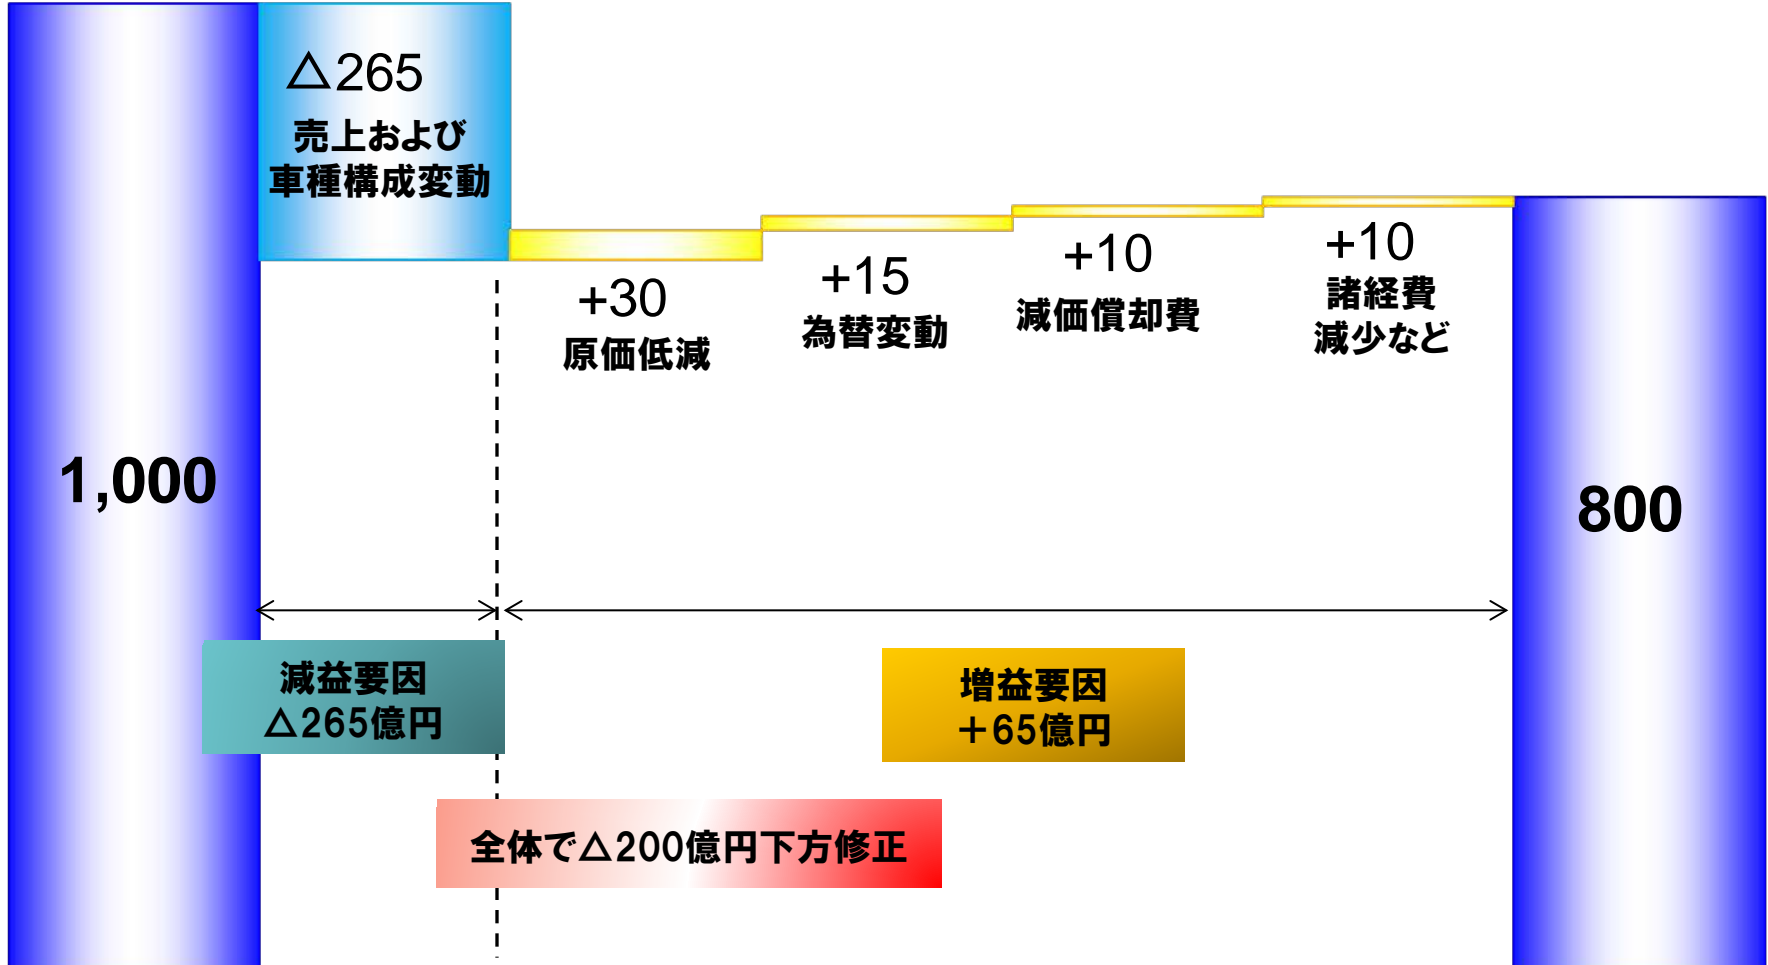 △265
売上および
車種構成変動
+30
原価低減
+15
為替変動
+10
減価償却費
+10
諸経費
減少など
1,000
800
減益要因
△265億円
増益要因
＋65億円
全体で△200億円下方修正